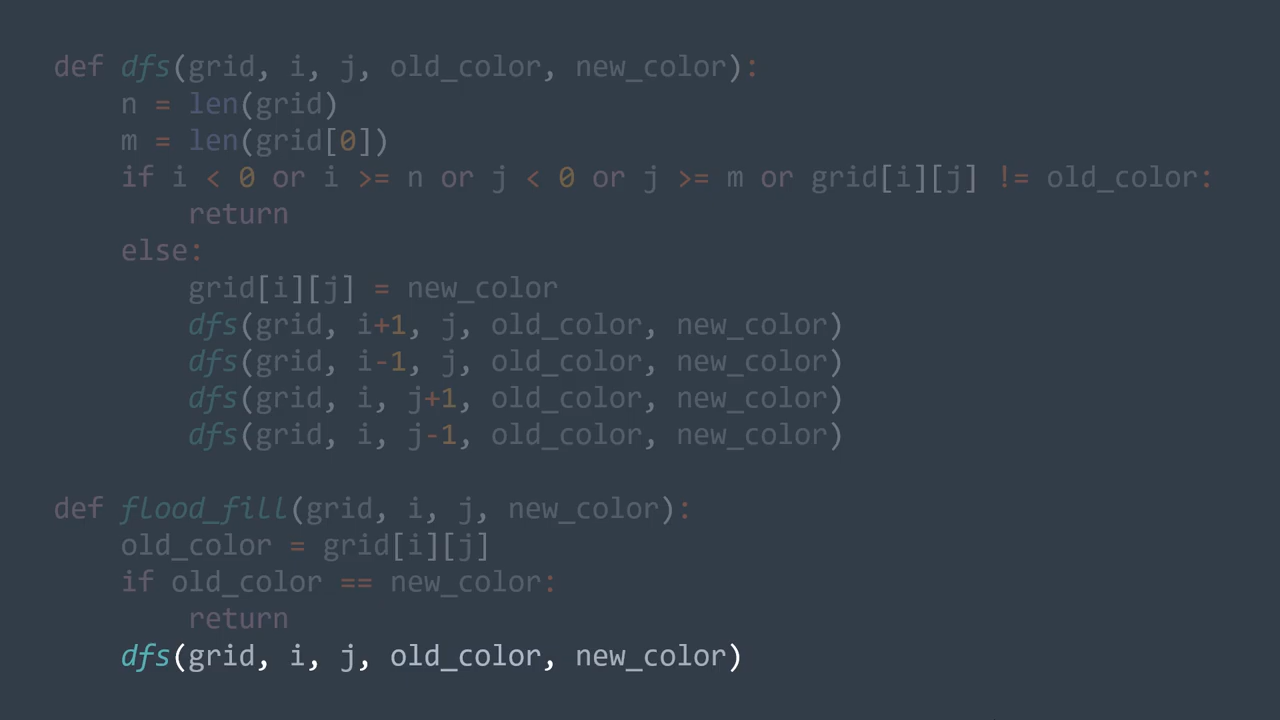 def dfs(grid, i, j, old_color, new_color):
    n = len(grid)
    m = len(grid[0])
    if i < 0 or i >= n or j < 0 or j >= m or grid[i][j] != old_color:
        return
    else:
        grid[i][j] = new_color
        dfs(grid, i+1, j, old_color, new_color)
        dfs(grid, i-1, j, old_color, new_color)
        dfs(grid, i, j+1, old_color, new_color)
        dfs(grid, i, j-1, old_color, new_color)

def flood_fill(grid, i, j, new_color):
    old_color = grid[i][j]
    if old_color == new_color:
        return
    dfs(grid, i, j, old_color, new_color)